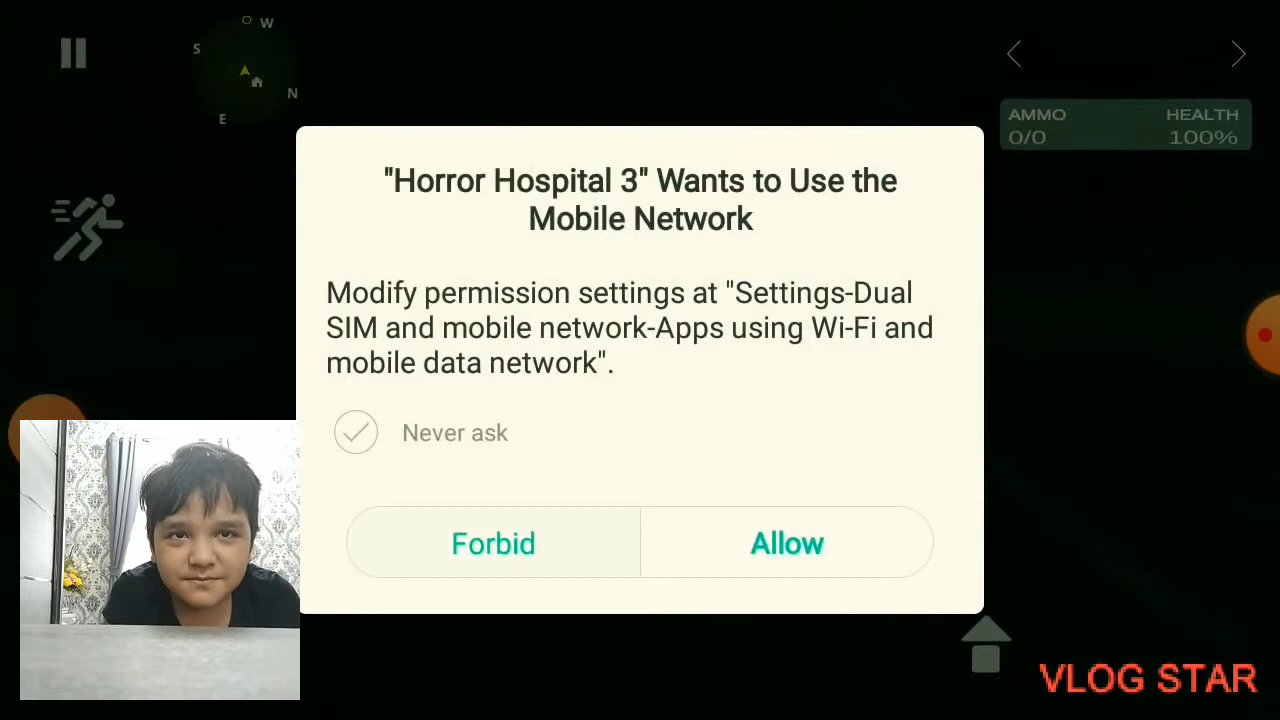 W
S
N
E
AMMO HEALTH
0/0 100%
"Horror Hospital 3" Wants to Use the
Mobile Network
Modify permission settings at "Settings-Dual
SIM and mobile network-Apps using Wi-Fi and
mobile data network".
Never ask
Forbid Allow
VLOG STAR